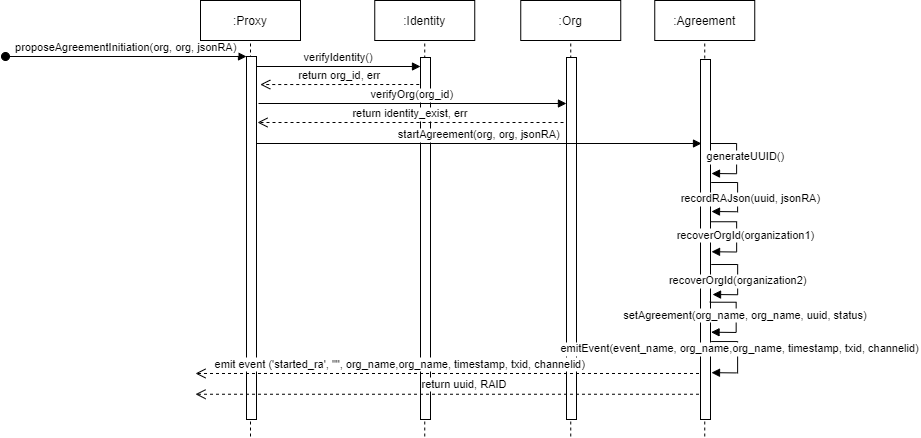 :Proxy
:Identity
:Org
:Agreement
proposeAgreementInitiation(org, org, jsonRA)
verifyIdentity()
return org_id, err
verifyOrg(org_id)
return identity_exist, err
startAgreement(org, org, jsonRA)
generateUUID()
recordRAJson(uuid, jsonRA)
recoverOrgId(organization1)
recoverOrgId(organization2)
setAgreement(org_name, org_name, uuid, status)
emitEvent(event_name, org_name,org_name, timestamp, txid, channelid)
emit event ('started_ra', "", org_name,org_name, timestamp, txid, channelid)
return uuid, RAID